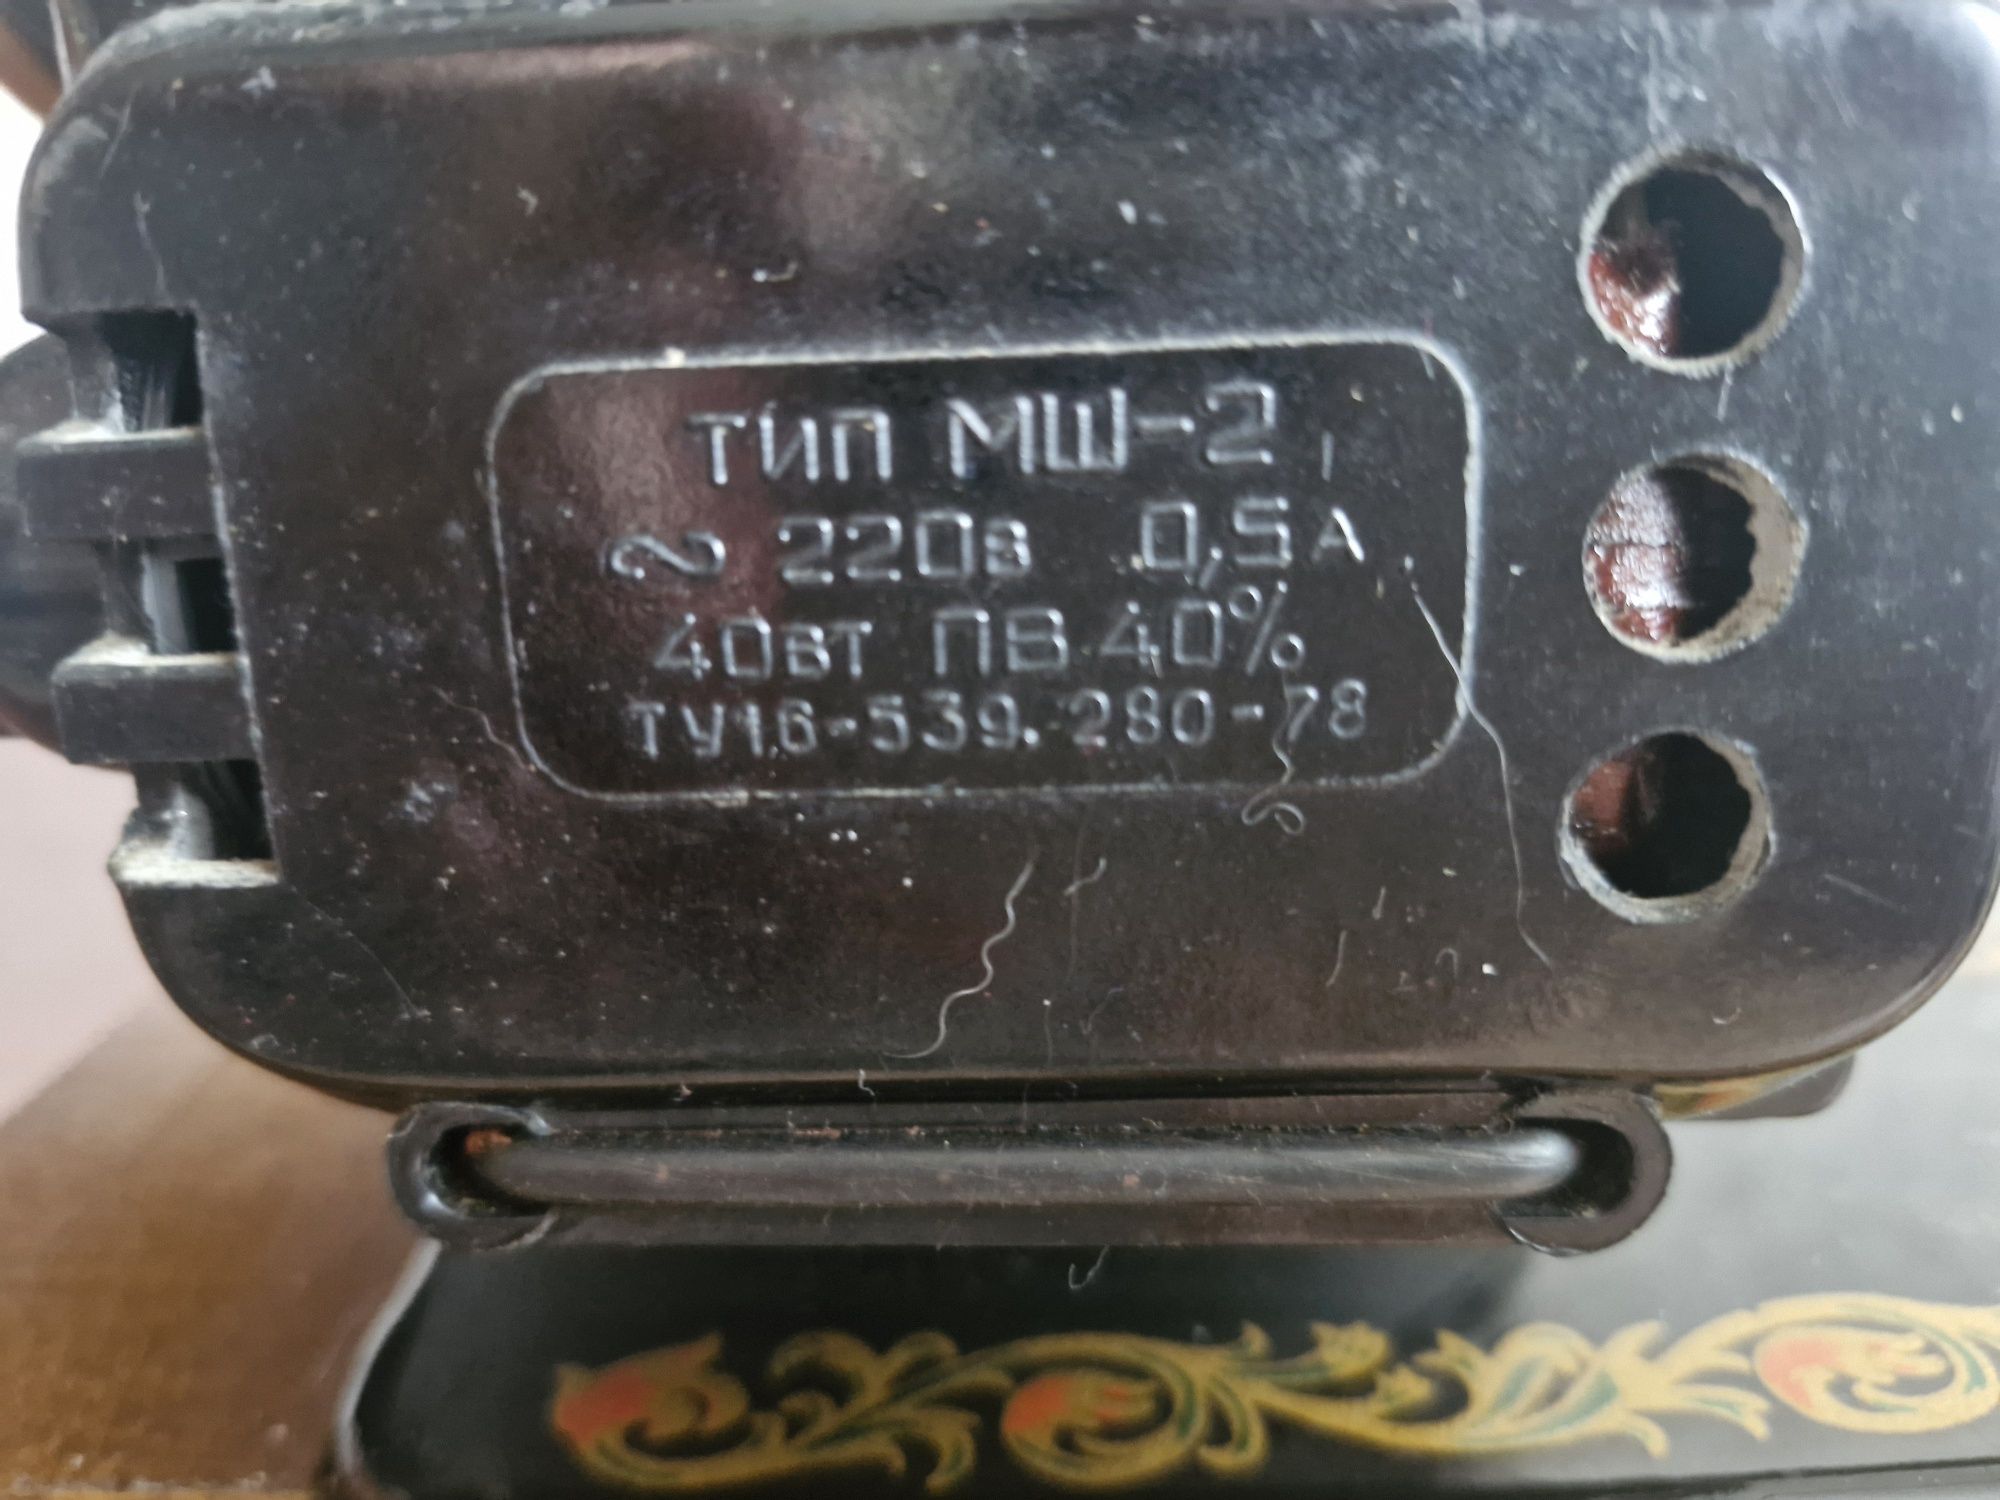 ТИП МШ-2
~ 220В 0,5А
40ВТ ПВ 40%
ТУ16-539.280-78